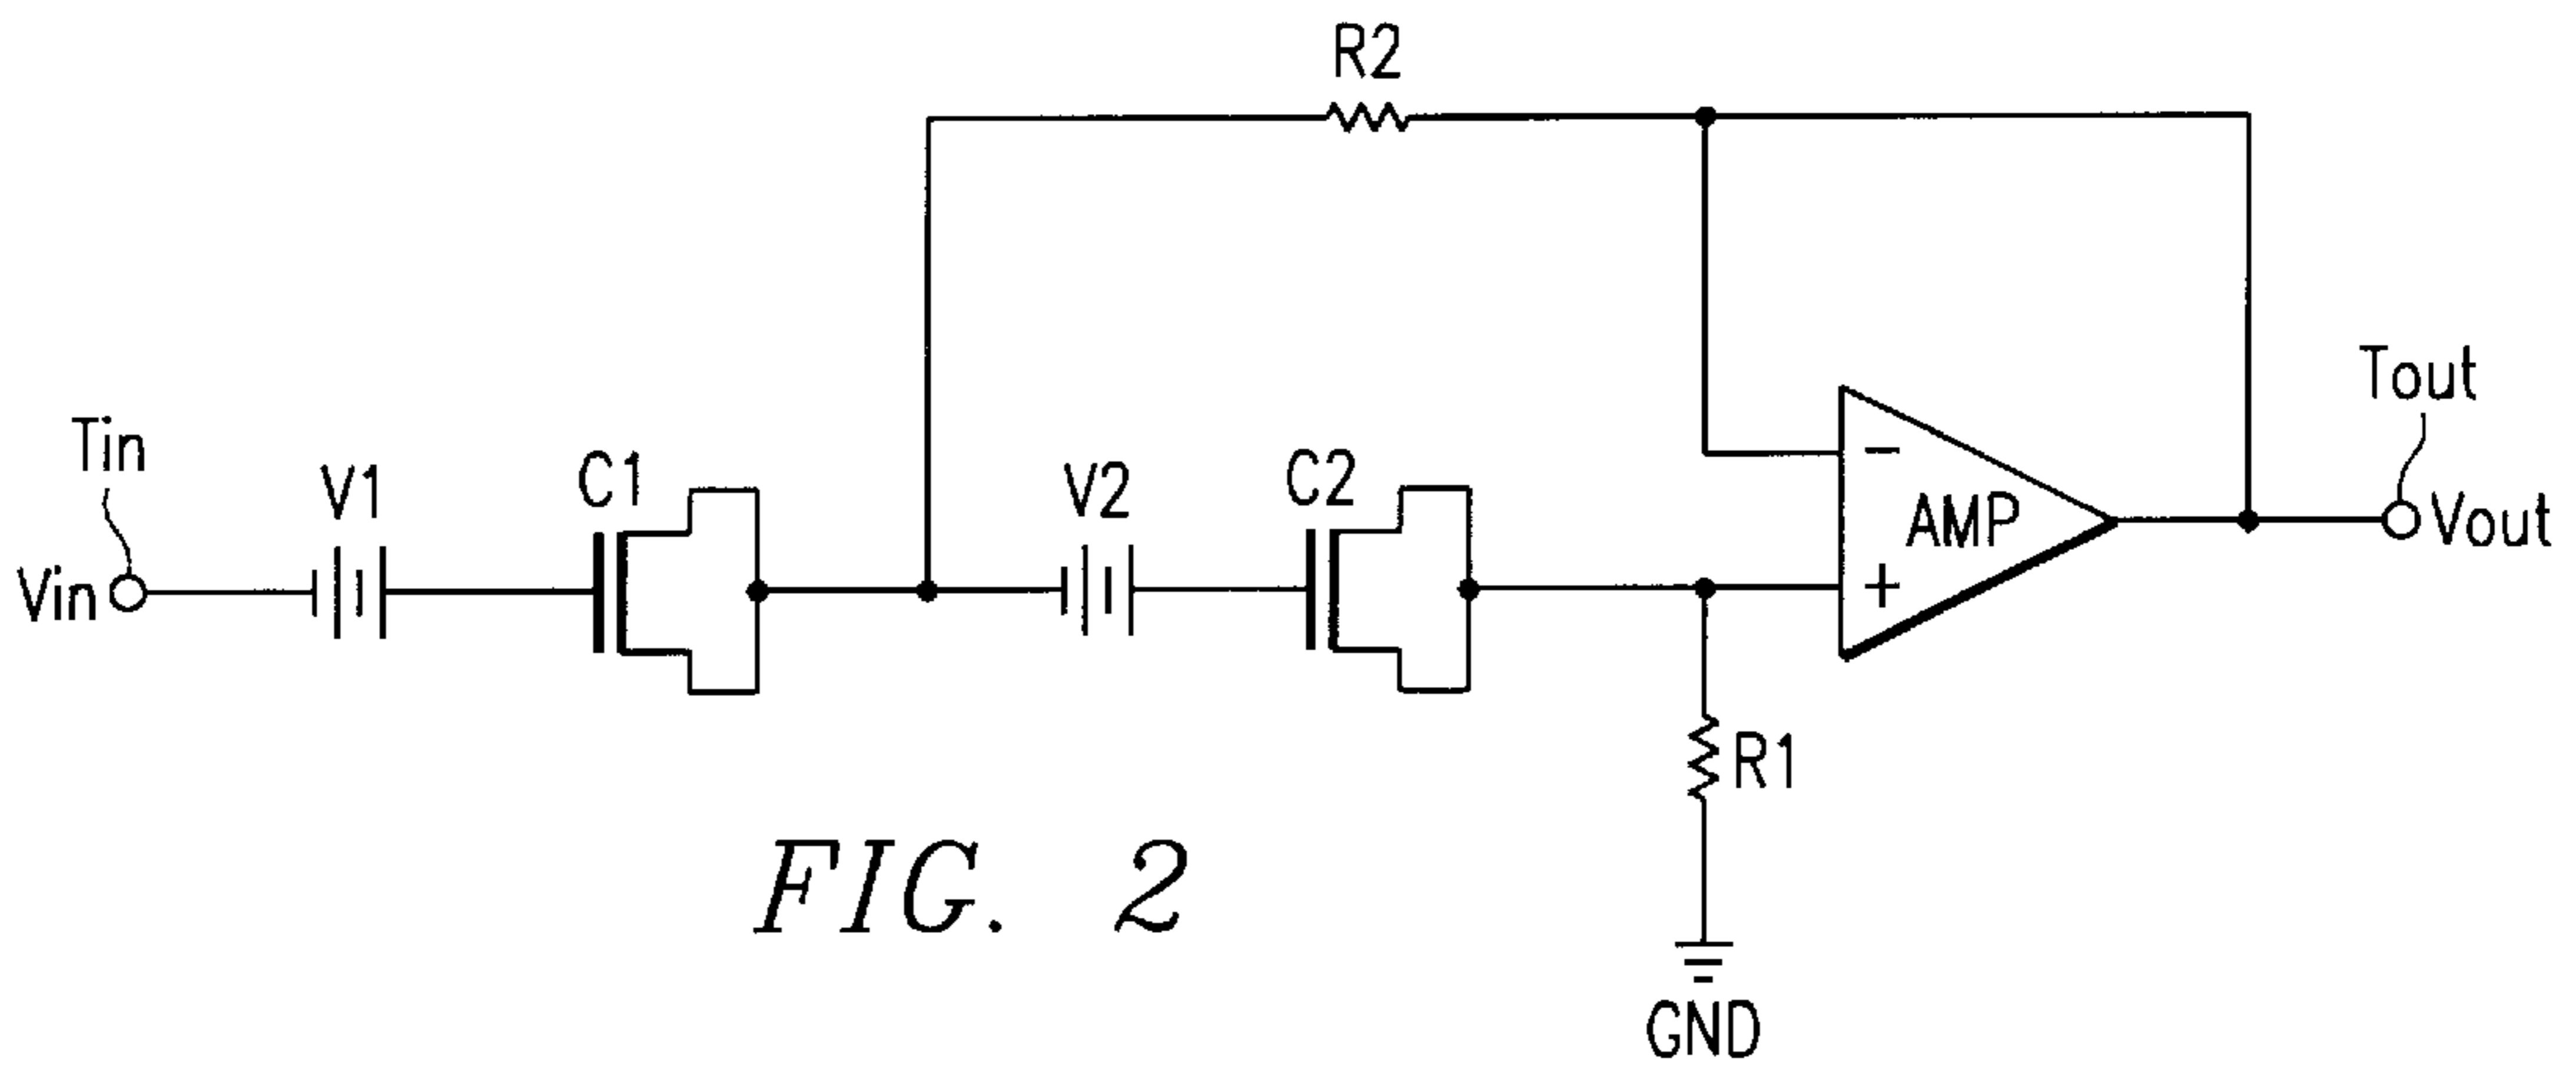 R2
Tin
V1
C1
V2
C2
Tout
Vin
−
AMP
+
Vout
R1
FIG. 2
GND